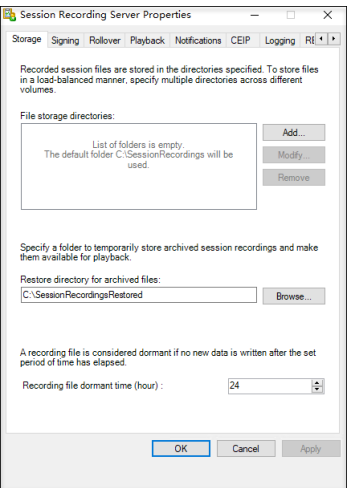 Session Recording Server Properties
Storage Signing Rollover Playback Notifications CEIP Logging
Recorded session files are stored in the directories specified. To store files
in a load-balanced manner, specify multiple directories across different
volumes.
File storage directories:
List of folders is empty.
The default folder C:\SessionRecordings will be
used.
Add...
Modify...
Remove
Specify a folder to temporarily store archived session recordings and make
them available for playback.
Restore directory for archived files:
C:\SessionRecordingsRestored
Browse...
A recording file is considered dormant if no new data is written after the set
period of time has elapsed.
Recording file dormant time (hour) :
24
OK Cancel Apply